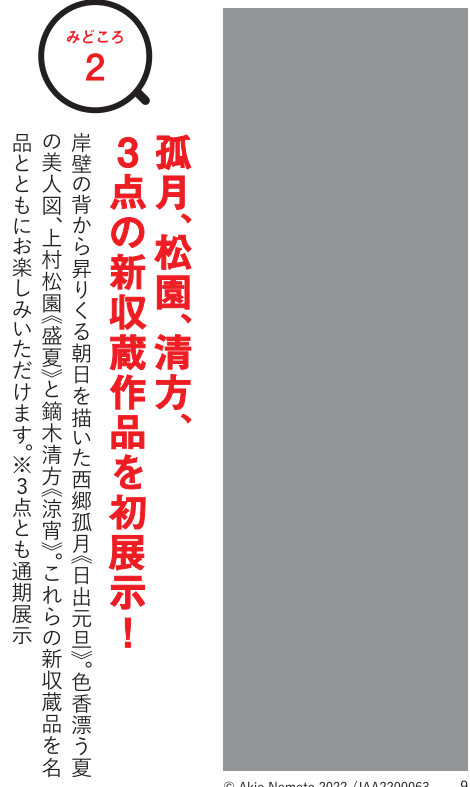 みどころ
2
孤月、松園、清方、
3点の新収蔵作品を初展示！
岸壁の背から昇りくる朝日を描いた西郷孤月《日出元旦》。色香漂う夏
の美人図、上村松園《盛夏》と鏑木清方《涼宵》。これらの新収蔵品を名
品とともにお楽しみいただけます。※3点とも通期展示
© Akio Nemoto 2022 /JAA2200063
9